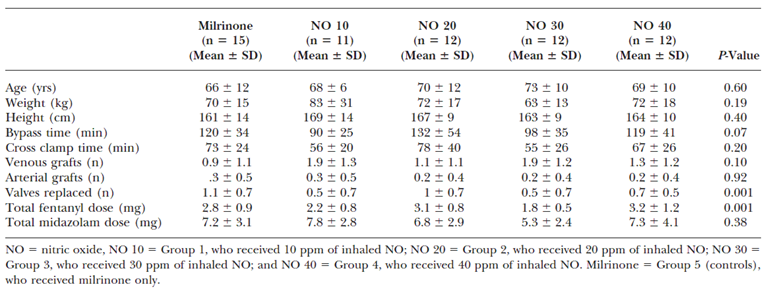 Milrinone NO 10 NO 20 NO 30 NO 40
(n = 15) (n = 11) (n = 12) (n = 12) (n = 12)
(Mean ± SD) (Mean ± SD) (Mean ± SD) (Mean ± SD) (Mean ± SD) P-Value
Age (yrs) 66 ± 12 68 ± 6 70 ± 12 73 ± 10 69 ± 10 0.60
Weight (kg) 70 ± 15 83 ± 31 72 ± 17 63 ± 13 72 ± 18 0.19
Height (cm) 161 ± 14 169 ± 14 167 ± 9 163 ± 9 164 ± 10 0.40
Bypass time (min) 120 ± 34 90 ± 25 132 ± 54 98 ± 35 119 ± 41 0.07
Cross clamp time (min) 73 ± 24 56 ± 20 78 ± 40 55 ± 26 67 ± 26 0.20
Venous grafts (n) 0.9 ± 1.1 1.9 ± 1.3 1.1 ± 1.1 1.9 ± 1.2 1.3 ± 1.2 0.10
Arterial grafts (n) .3 ± 0.5 0.3 ± 0.5 0.2 ± 0.4 0.2 ± 0.4 0.2 ± 0.4 0.92
Valves replaced (n) 1.1 ± 0.7 0.5 ± 0.7 1 ± 0.7 0.5 ± 0.7 0.7 ± 0.5 0.001
Total fentanyl dose (mg) 2.8 ± 0.9 2.2 ± 0.8 3.1 ± 0.8 1.8 ± 0.5 3.2 ± 1.2 0.001
Total midazolam dose (mg) 7.2 ± 3.1 7.8 ± 2.8 6.8 ± 2.9 5.3 ± 2.4 7.3 ± 4.1 0.38
NO = nitric oxide, NO 10 = Group 1, who received 10 ppm of inhaled NO; NO 20 = Group 2, who received 20 ppm of inhaled NO; NO 30 =
Group 3, who received 30 ppm of inhaled NO; and NO 40 = Group 4, who received 40 ppm of inhaled NO. Milrinone = Group 5 (controls),
who received milrinone only.